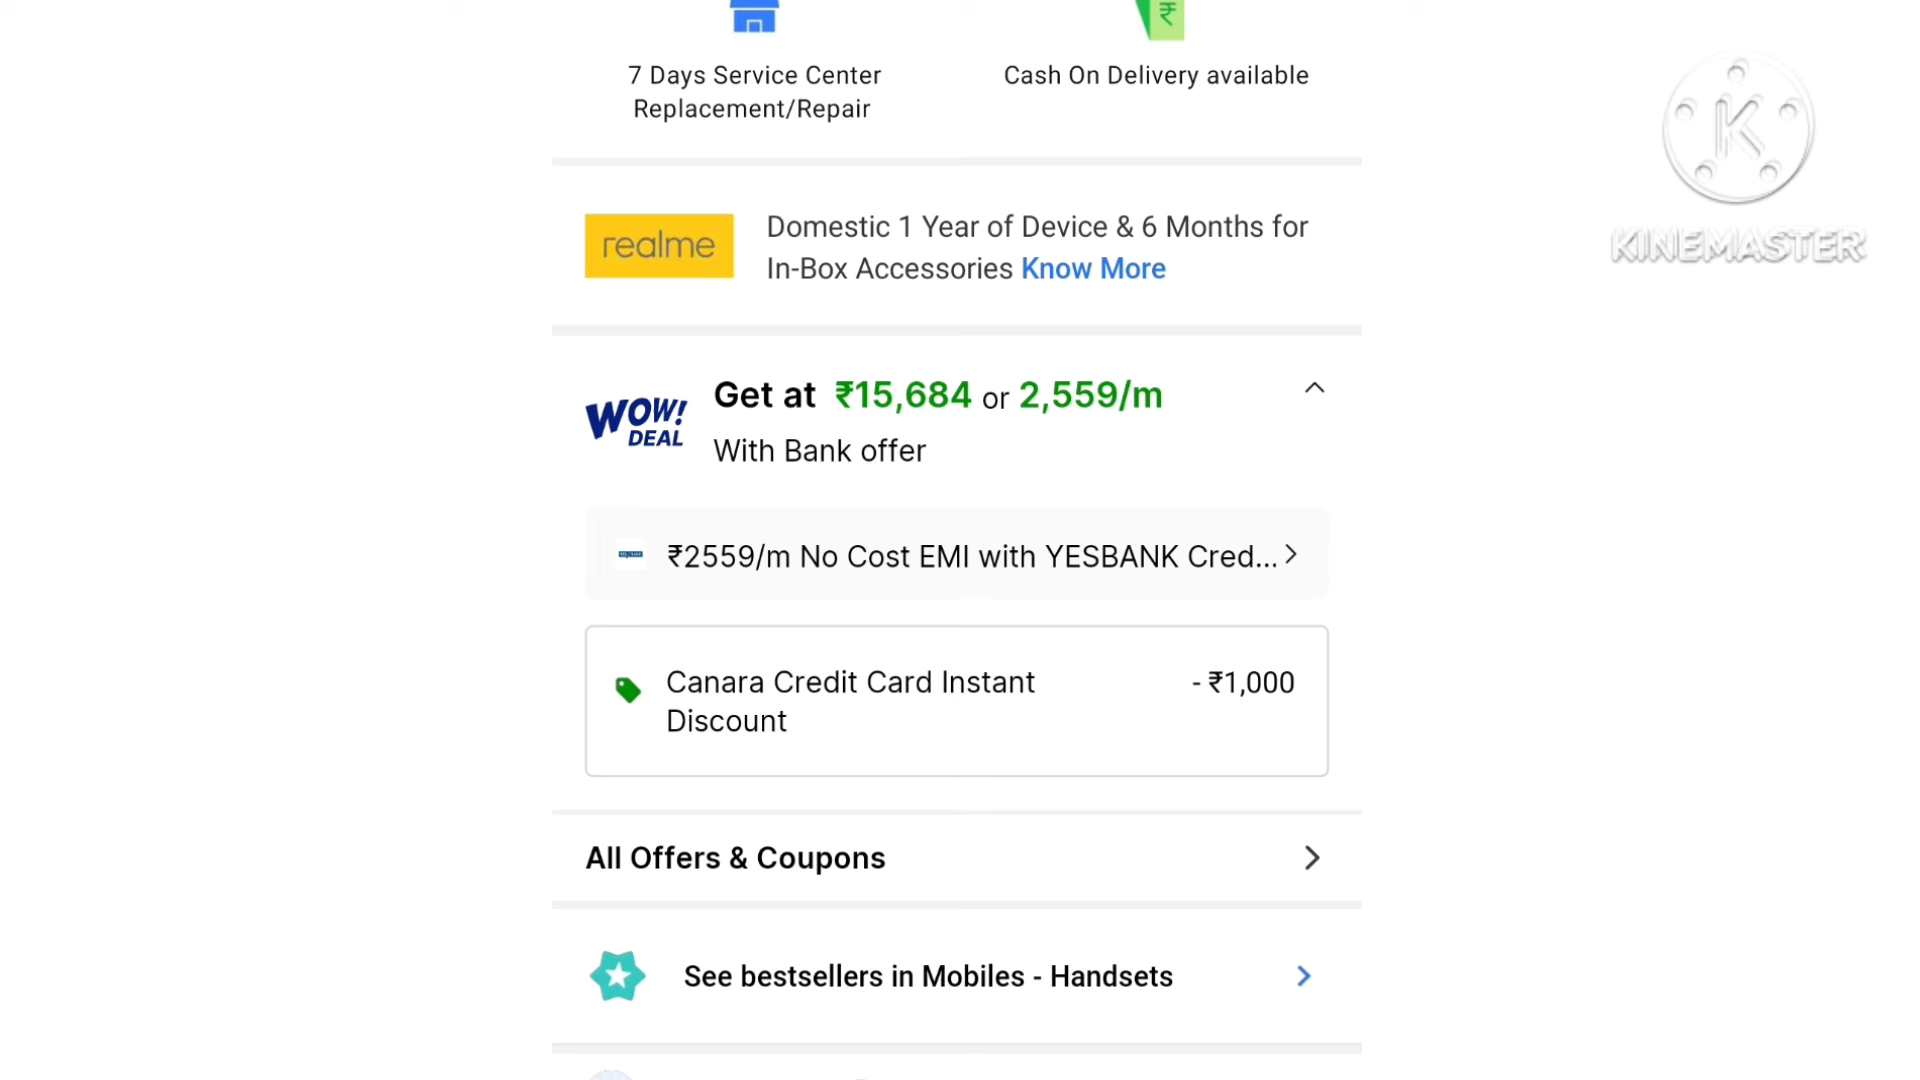 ₹
7 Days Service Center
Replacement/Repair
Cash On Delivery available
K
KINEMASTER
realme
Domestic 1 Year of Device & 6 Months for
In-Box Accessories Know More
WOW!
DEAL
Get at ₹15,684 or 2,559/m
With Bank offer
₹2559/m No Cost EMI with YESBANK Cred...
Canara Credit Card Instant
Discount
- ₹1,000
All Offers & Coupons
See bestsellers in Mobiles - Handsets